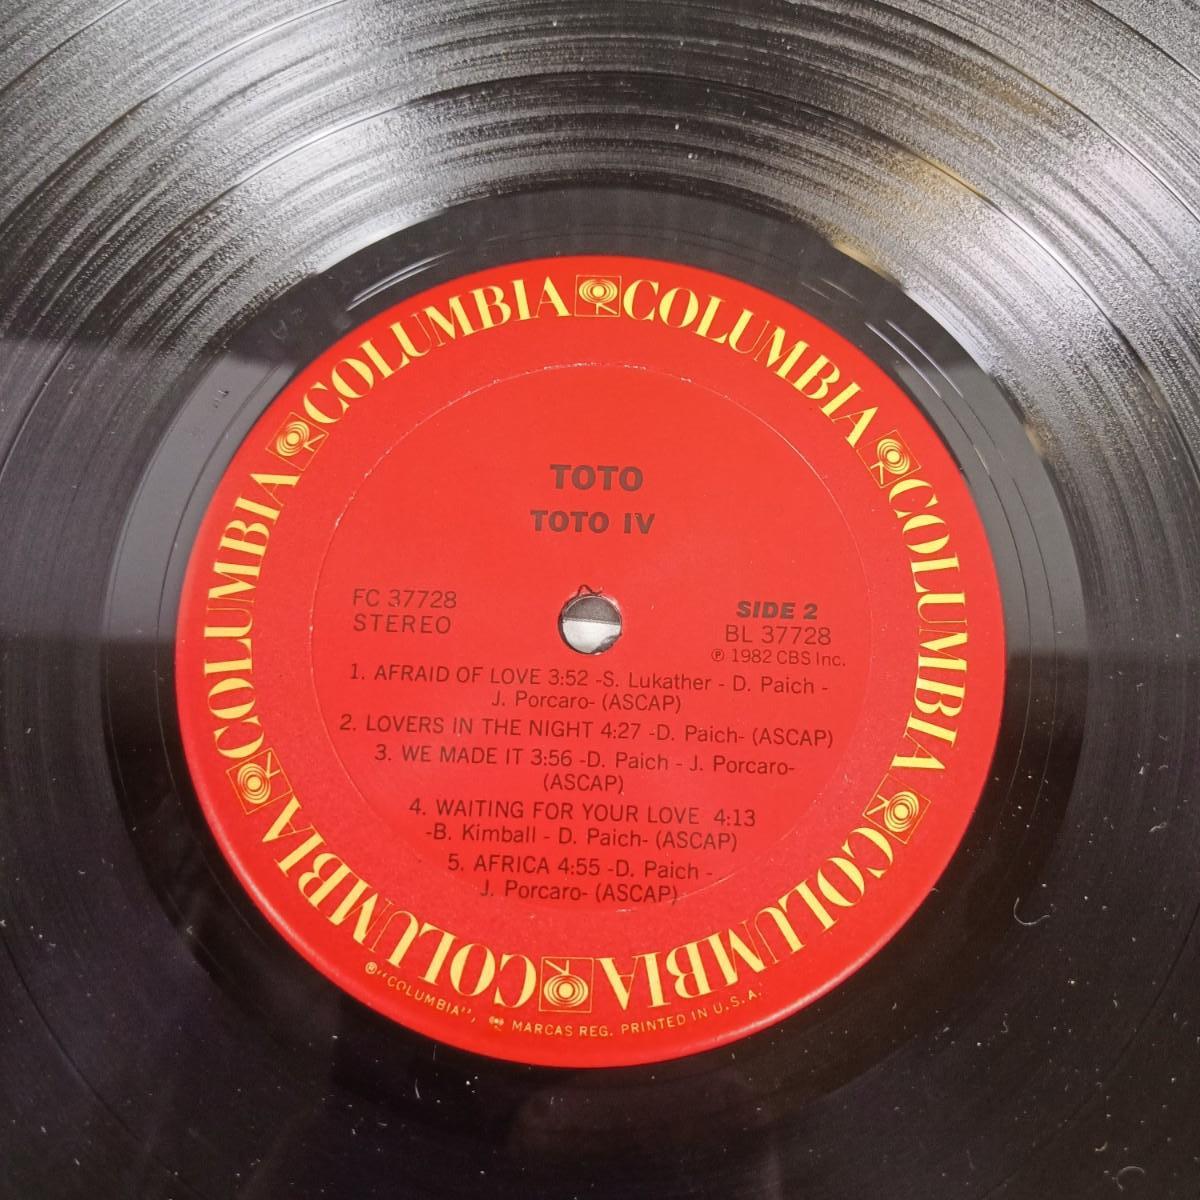 COLUMBIA COLUMBIA COLUMBIA COLUMBIA COLUMBIA COLUMBIA COLUMBIA
TOTO
TOTO IV
FC 37728
STEREO
SIDE 2
BL 37728
℗ 1982 CBS Inc.
1. AFRAID OF LOVE 3:52 -S. Lukather - D. Paich -
J. Porcaro- (ASCAP)
2. LOVERS IN THE NIGHT 4:27 -D. Paich- (ASCAP)
3. WE MADE IT 3:56 -D. Paich - J. Porcaro-
(ASCAP)
4. WAITING FOR YOUR LOVE 4:13
-B. Kimball - D. Paich- (ASCAP)
5. AFRICA 4:55 -D. Paich -
J. Porcaro- (ASCAP)
®"COLUMBIA", MARCAS REG. PRINTED IN U.S.A.